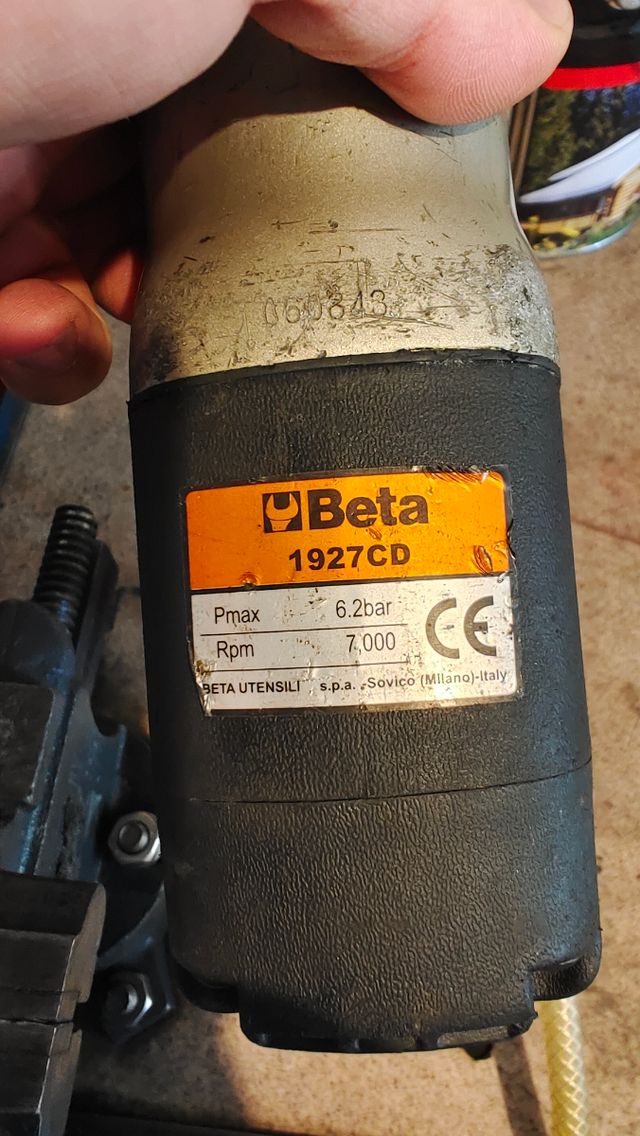 060843
Beta
1927CD
Pmax 6.2bar
Rpm 7,000
CE
BETA UTENSILI s.p.a. -Sovico (Milano)-Italy